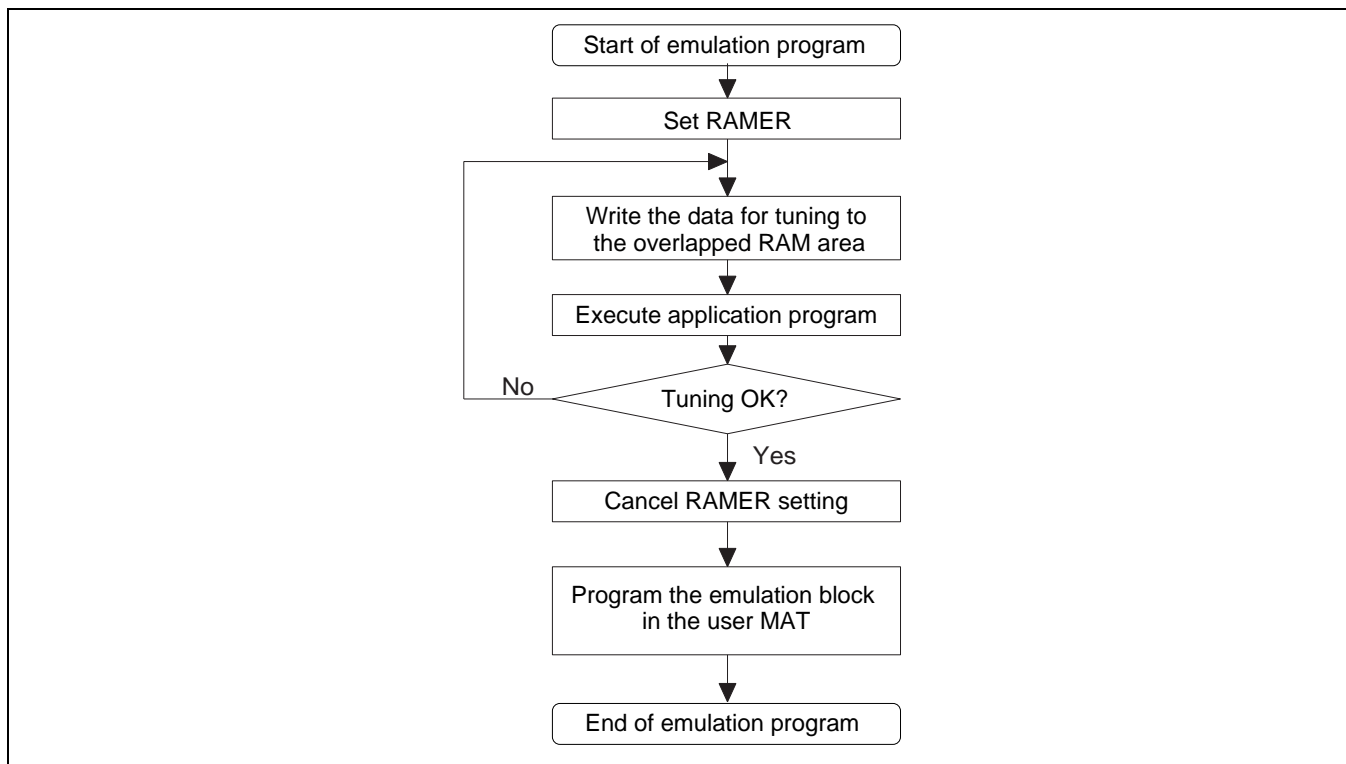 Start of emulation program
Set RAMER
Write the data for tuning to
the overlapped RAM area
Execute application program
No
Tuning OK?
Yes
Cancel RAMER setting
Program the emulation block
in the user MAT
End of emulation program